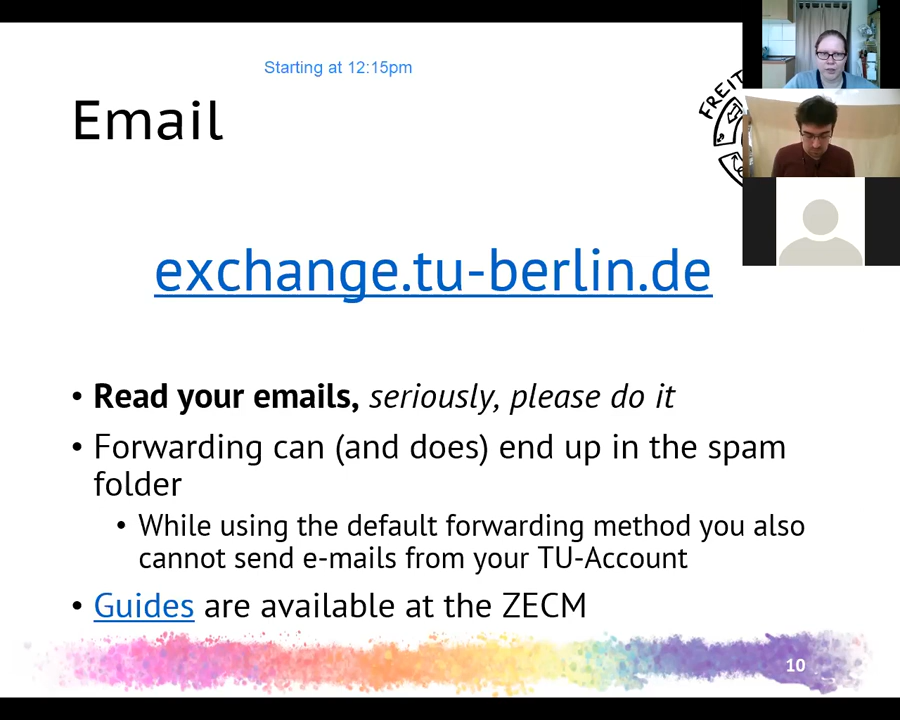 Starting at 12:15pm
Email
FREIT
exchange.tu-berlin.de
• Read your emails, seriously, please do it
• Forwarding can (and does) end up in the spam
folder
• While using the default forwarding method you also
cannot send e-mails from your TU-Account
• Guides are available at the ZECM
10